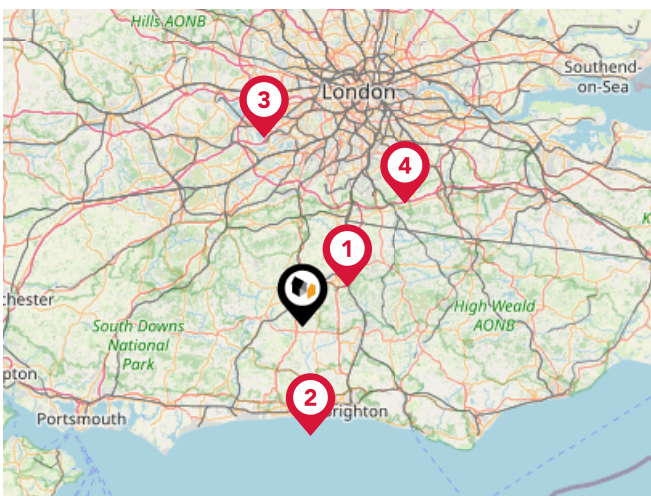 Hills AONB
London
Southend-
on-Sea
3
4
1
chester
High Weald
AONB
South Downs
National
Park
pton
2
Portsmouth
righton
K